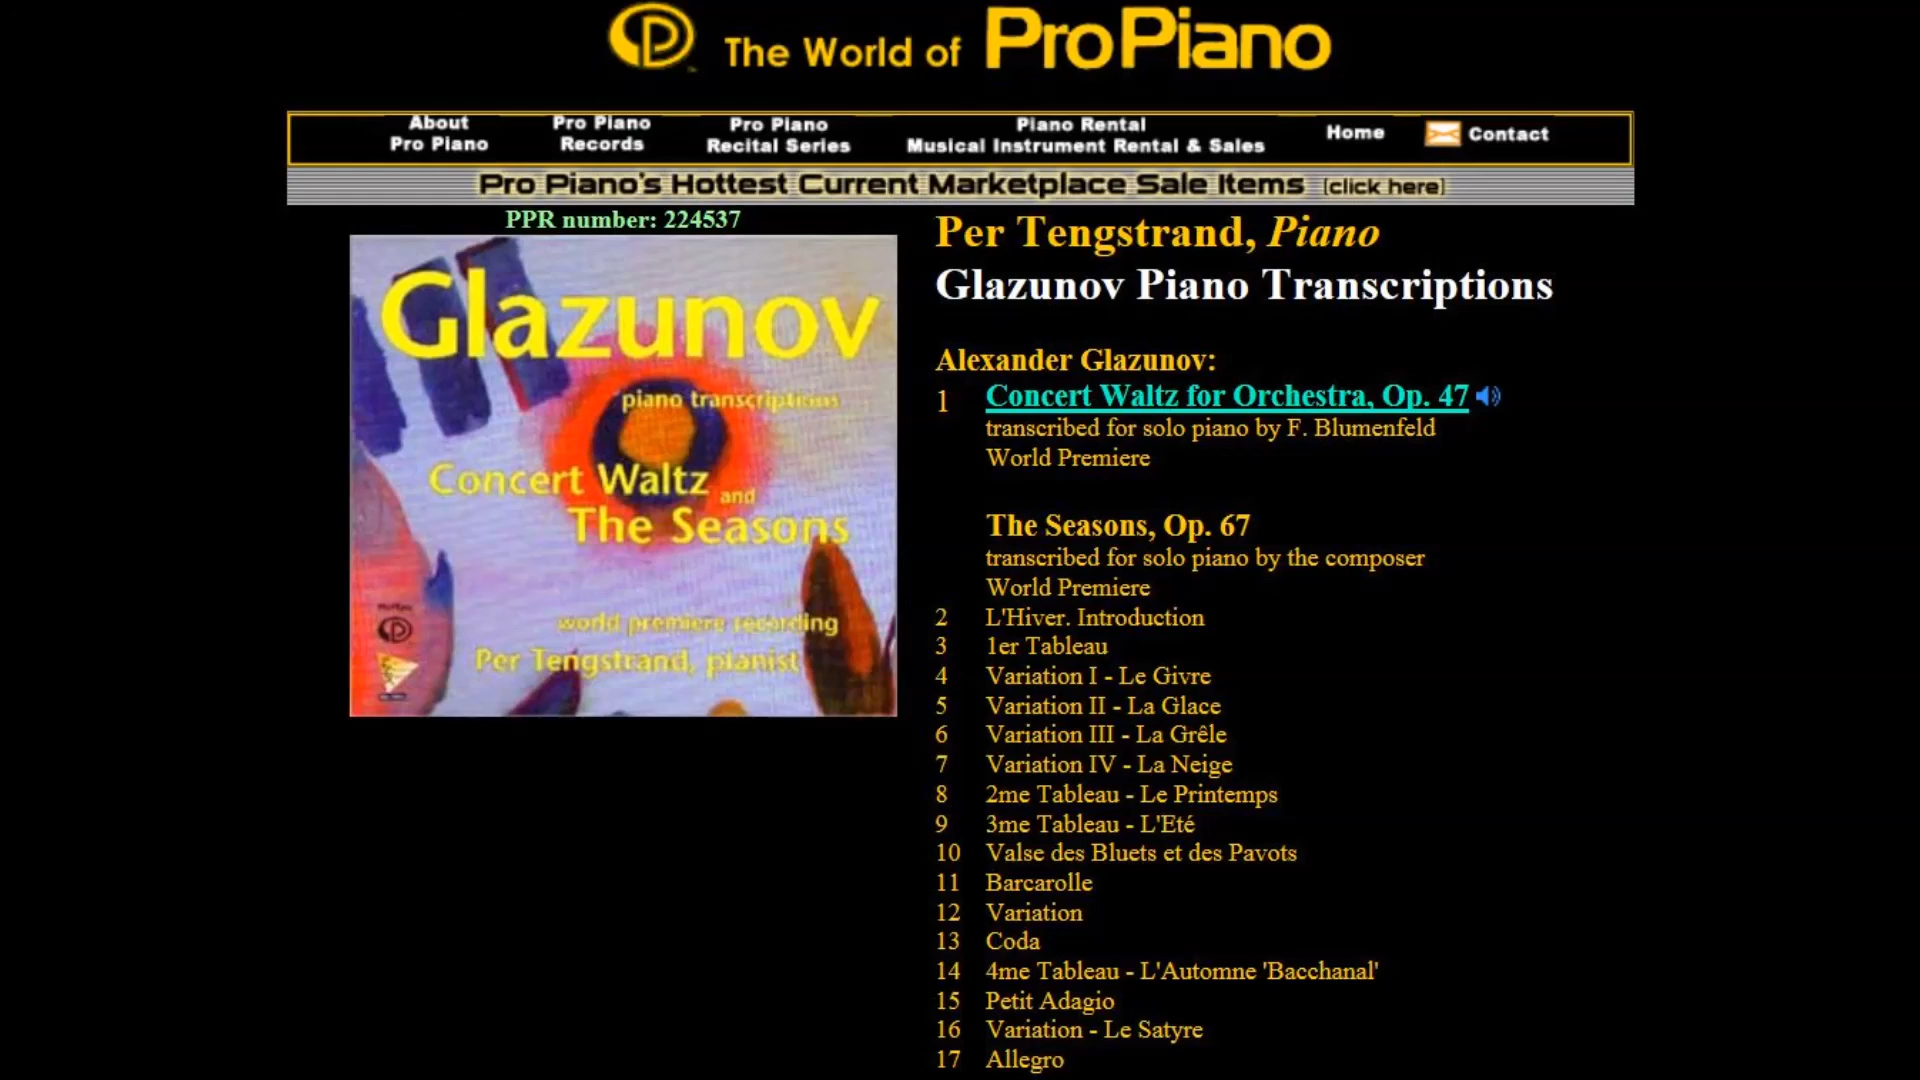 The World of ProPiano
About Pro Piano
Pro Piano Records
Pro Piano Recital Series
Piano Rental Musical Instrument Rental & Sales
Home
Contact
Pro Piano's Hottest Current Marketplace Sale Items [click here]
PPR number: 224537
Glazunov
piano transcriptions
Concert Waltz and
The Seasons
world premiere recording
Per Tengstrand, pianist
Per Tengstrand, Piano
Glazunov Piano Transcriptions
Alexander Glazunov:
1 Concert Waltz for Orchestra, Op. 47
transcribed for solo piano by F. Blumenfeld
World Premiere
The Seasons, Op. 67
transcribed for solo piano by the composer
World Premiere
2 L'Hiver. Introduction
3 1er Tableau
4 Variation I - Le Givre
5 Variation II - La Glace
6 Variation III - La Grêle
7 Variation IV - La Neige
8 2me Tableau - Le Printemps
9 3me Tableau - L'Eté
10 Valse des Bluets et des Pavots
11 Barcarolle
12 Variation
13 Coda
14 4me Tableau - L'Automne 'Bacchanal'
15 Petit Adagio
16 Variation - Le Satyre
17 Allegro